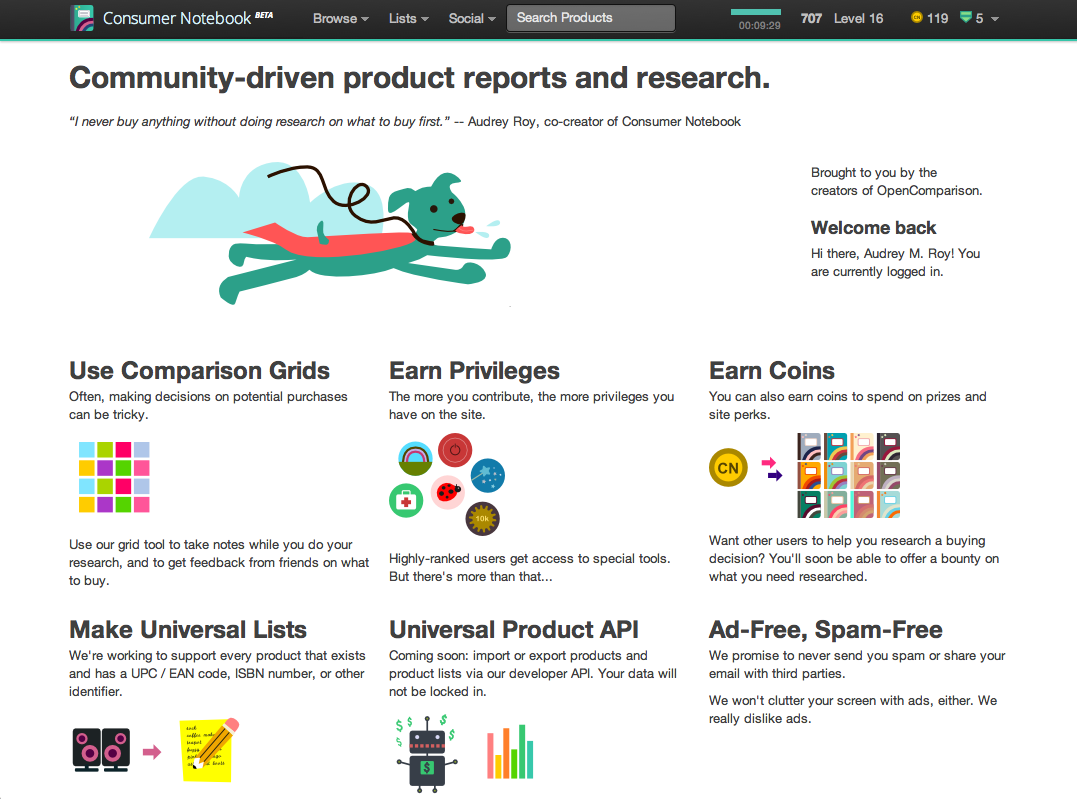 Consumer Notebook BETA
Browse Lists Social Search Products 00:09:29 707 Level 16 CN 119 5
Community-driven product reports and research.
“I never buy anything without doing research on what to buy first.” -- Audrey Roy, co-creator of Consumer Notebook
Brought to you by the
creators of OpenComparison.
Welcome back
Hi there, Audrey M. Roy! You
are currently logged in.
Use Comparison Grids
Often, making decisions on potential purchases
can be tricky.
Use our grid tool to take notes while you do your
research, and to get feedback from friends on what
to buy.
Earn Privileges
The more you contribute, the more privileges you
have on the site.
10k
Highly-ranked users get access to special tools.
But there's more than that...
Earn Coins
You can also earn coins to spend on prizes and
site perks.
CN
Want other users to help you research a buying
decision? You'll soon be able to offer a bounty on
what you need researched.
Make Universal Lists
We're working to support every product that exists
and has a UPC / EAN code, ISBN number, or other
identifier.
Universal Product API
Coming soon: import or export products and
product lists via our developer API. Your data will
not be locked in.
$ $ $ $ $ $
$
Ad-Free, Spam-Free
We promise to never send you spam or share your
email with third parties.
We won't clutter your screen with ads, either. We
really dislike ads.